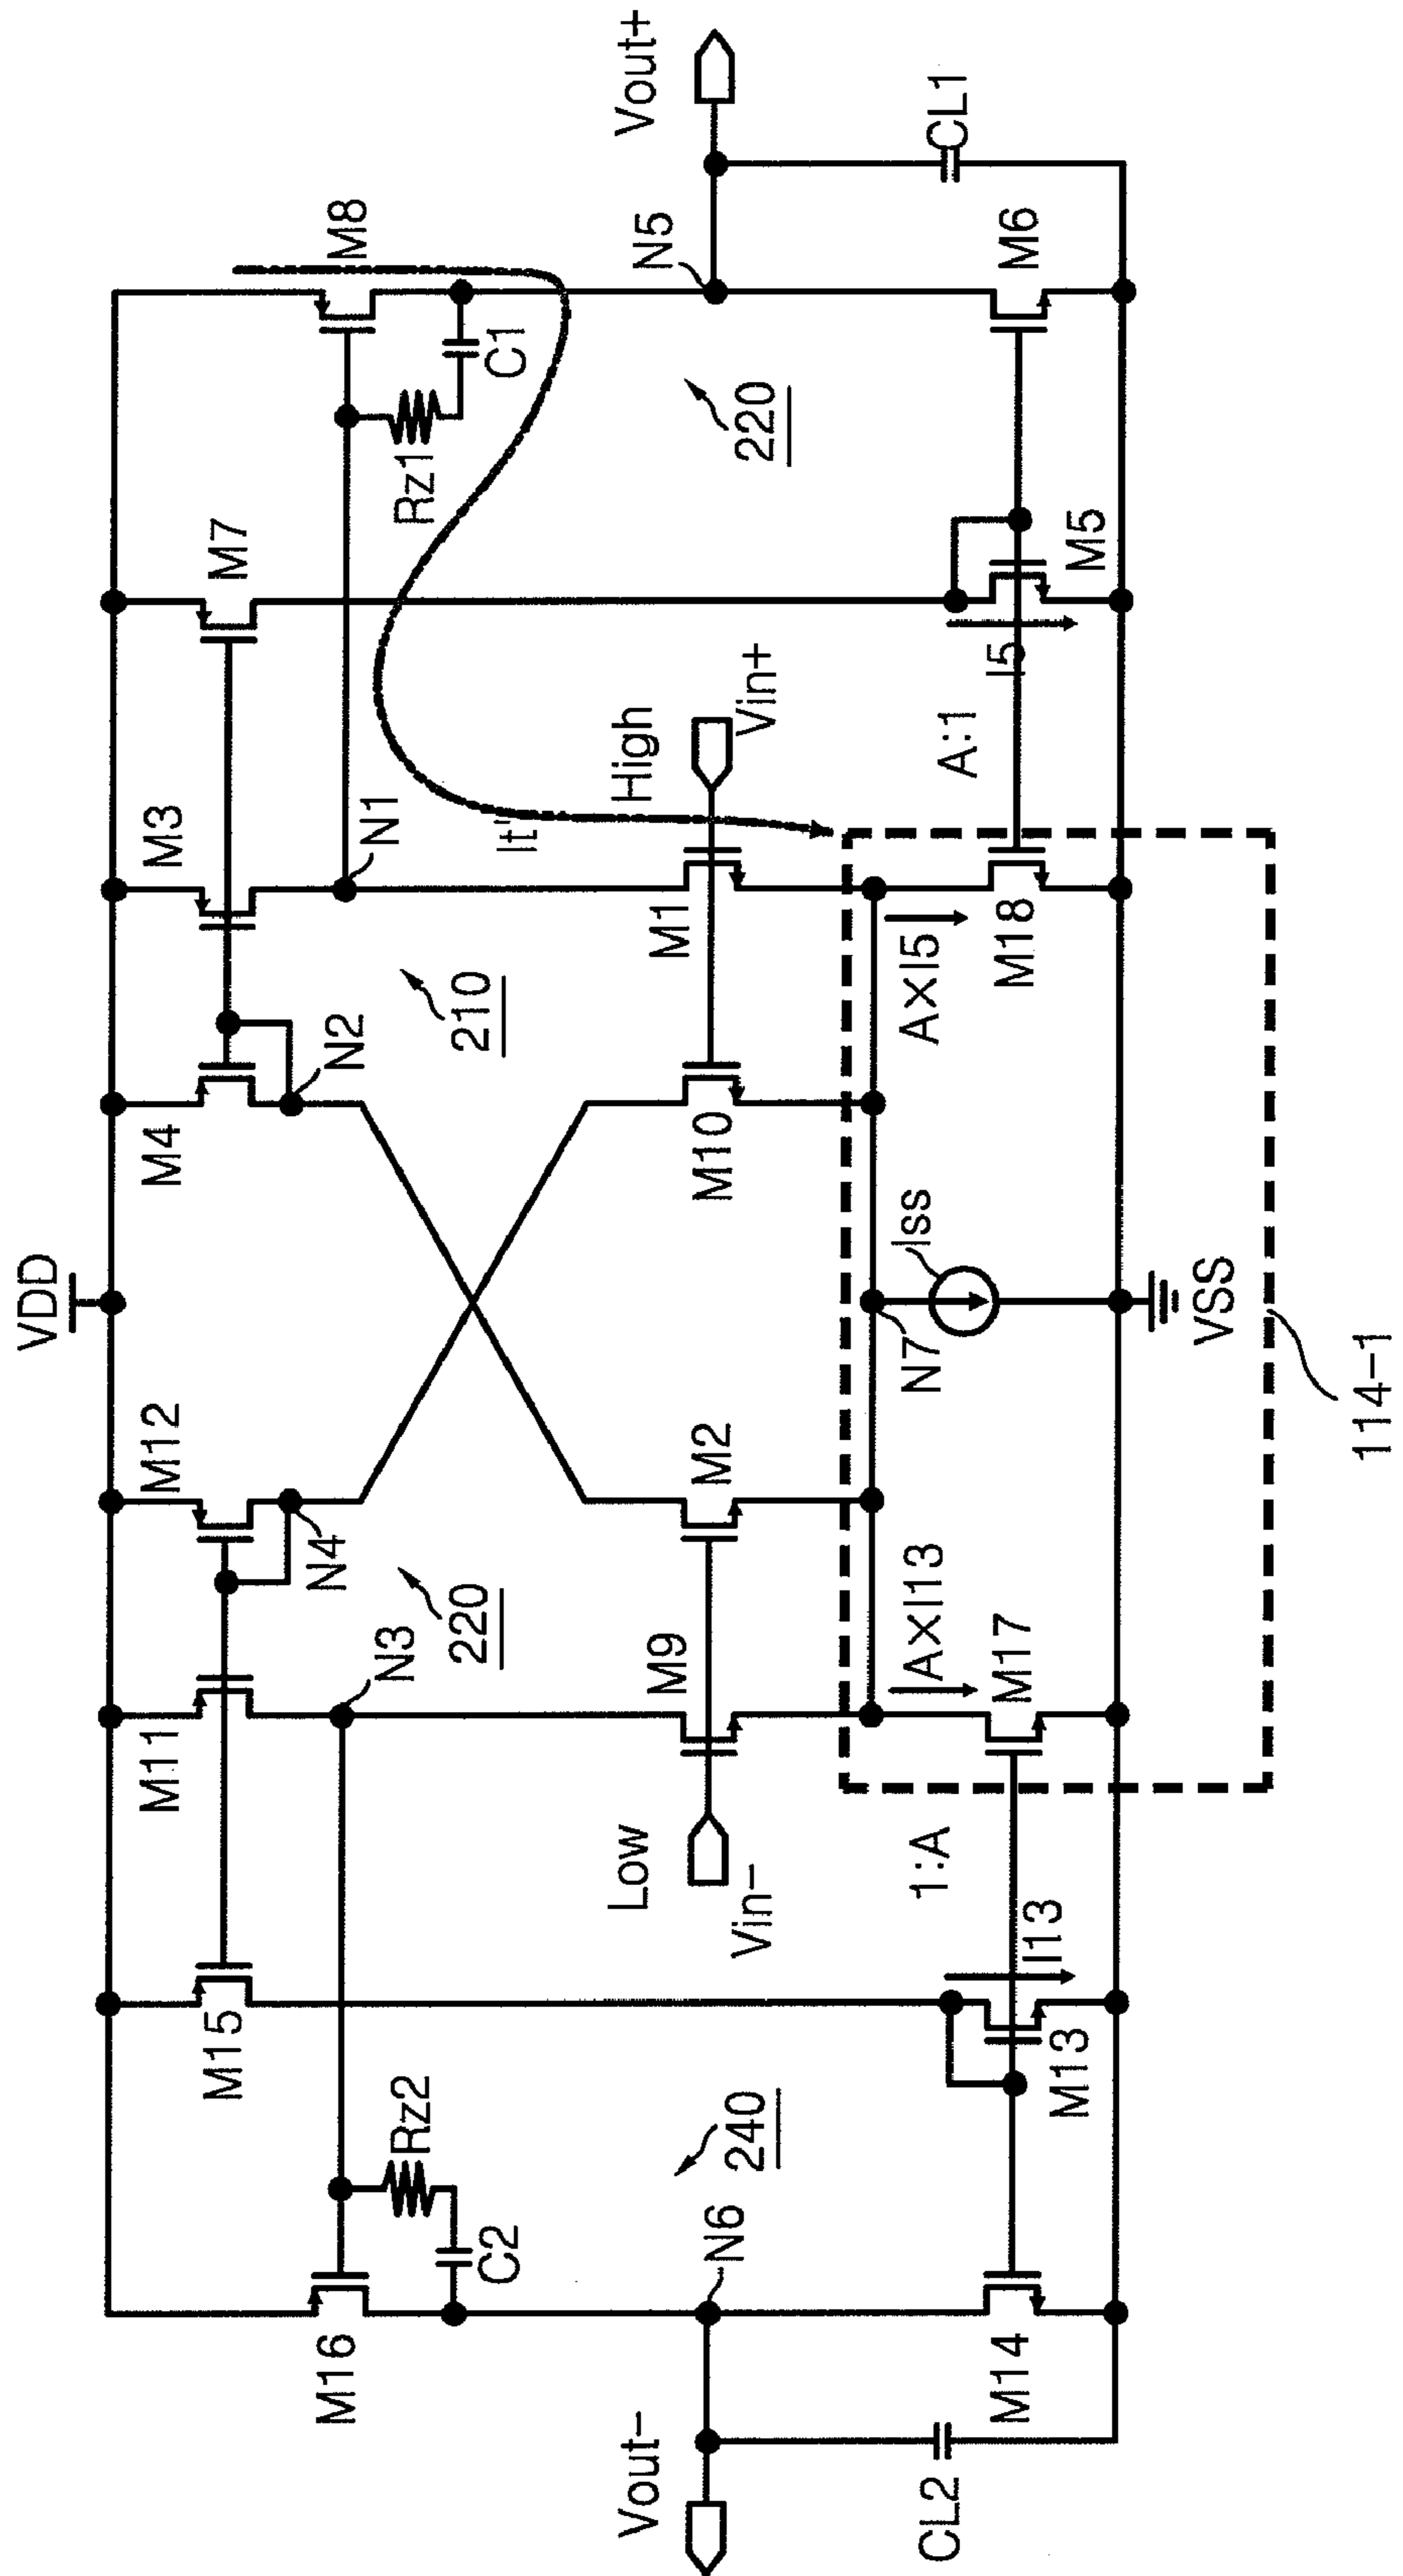 VDD
M16
M15
M11
M12
M4
M3
M7
M8
Rz2
C2
N3
N4
N2
N1
Rz1
C1
220
210
It'
Vout-
N6
240
Low
Vin-
M9
M2
M10
M1
High
Vin+
220
N5
Vout+
CL2
M14
M13
I13
1:A
A×I13
M17
N7
Iss
A×I5
M18
A:1
I5
M5
M6
CL1
VSS
114-1